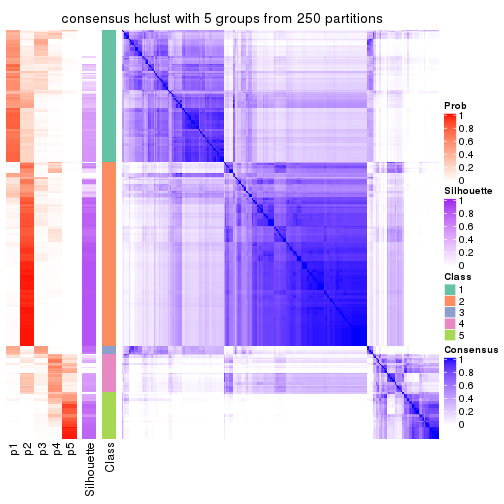 consensus hclust with 5 groups from 250 partitions
Prob
1
0.8
0.6
0.4
0.2
0
Silhouette
1
0.8
0.6
0.4
0.2
0
Class
1
2
3
4
5
Consensus
1
0.8
0.6
0.4
0.2
0
p1
p2
p3
p4
p5
Silhouette
Class